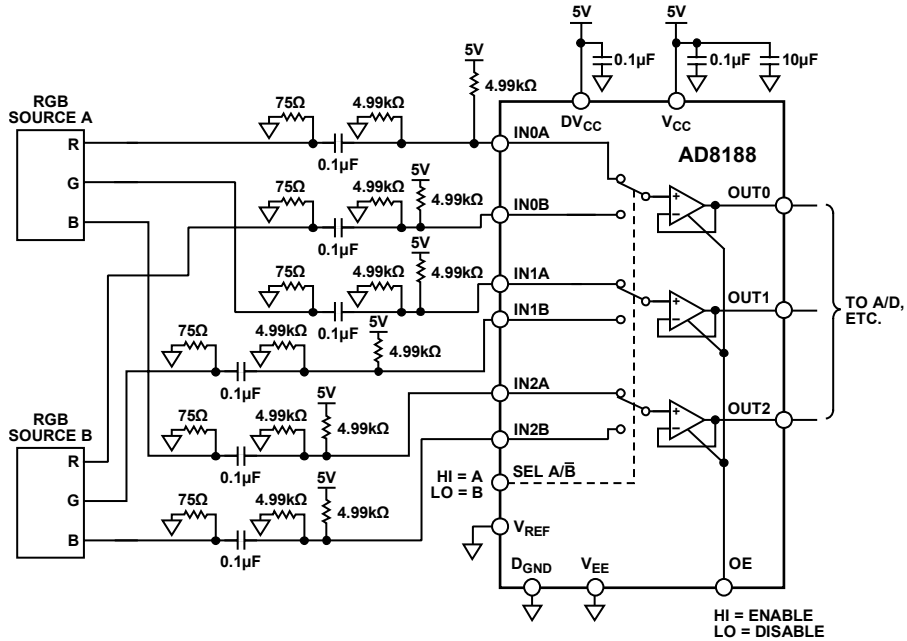 5V
5V
0.1µF
0.1µF
10µF
5V
4.99kΩ
RGB
SOURCE A
75Ω
4.99kΩ
DVCC
VCC
R
0.1µF
IN0A
AD8188
G
75Ω
4.99kΩ
5V
4.99kΩ
OUT0
B
0.1µF
IN0B
75Ω
4.99kΩ
5V
4.99kΩ
0.1µF
IN1A
OUT1
TO A/D,
ETC.
75Ω
4.99kΩ
5V
4.99kΩ
IN1B
0.1µF
RGB
SOURCE B
75Ω
4.99kΩ
5V
4.99kΩ
IN2A
OUT2
R
0.1µF
IN2B
G
75Ω
4.99kΩ
5V
4.99kΩ
HI = A
LO = B
SEL A/B̅
B
0.1µF
VREF
DGND
VEE
OE
HI = ENABLE
LO = DISABLE